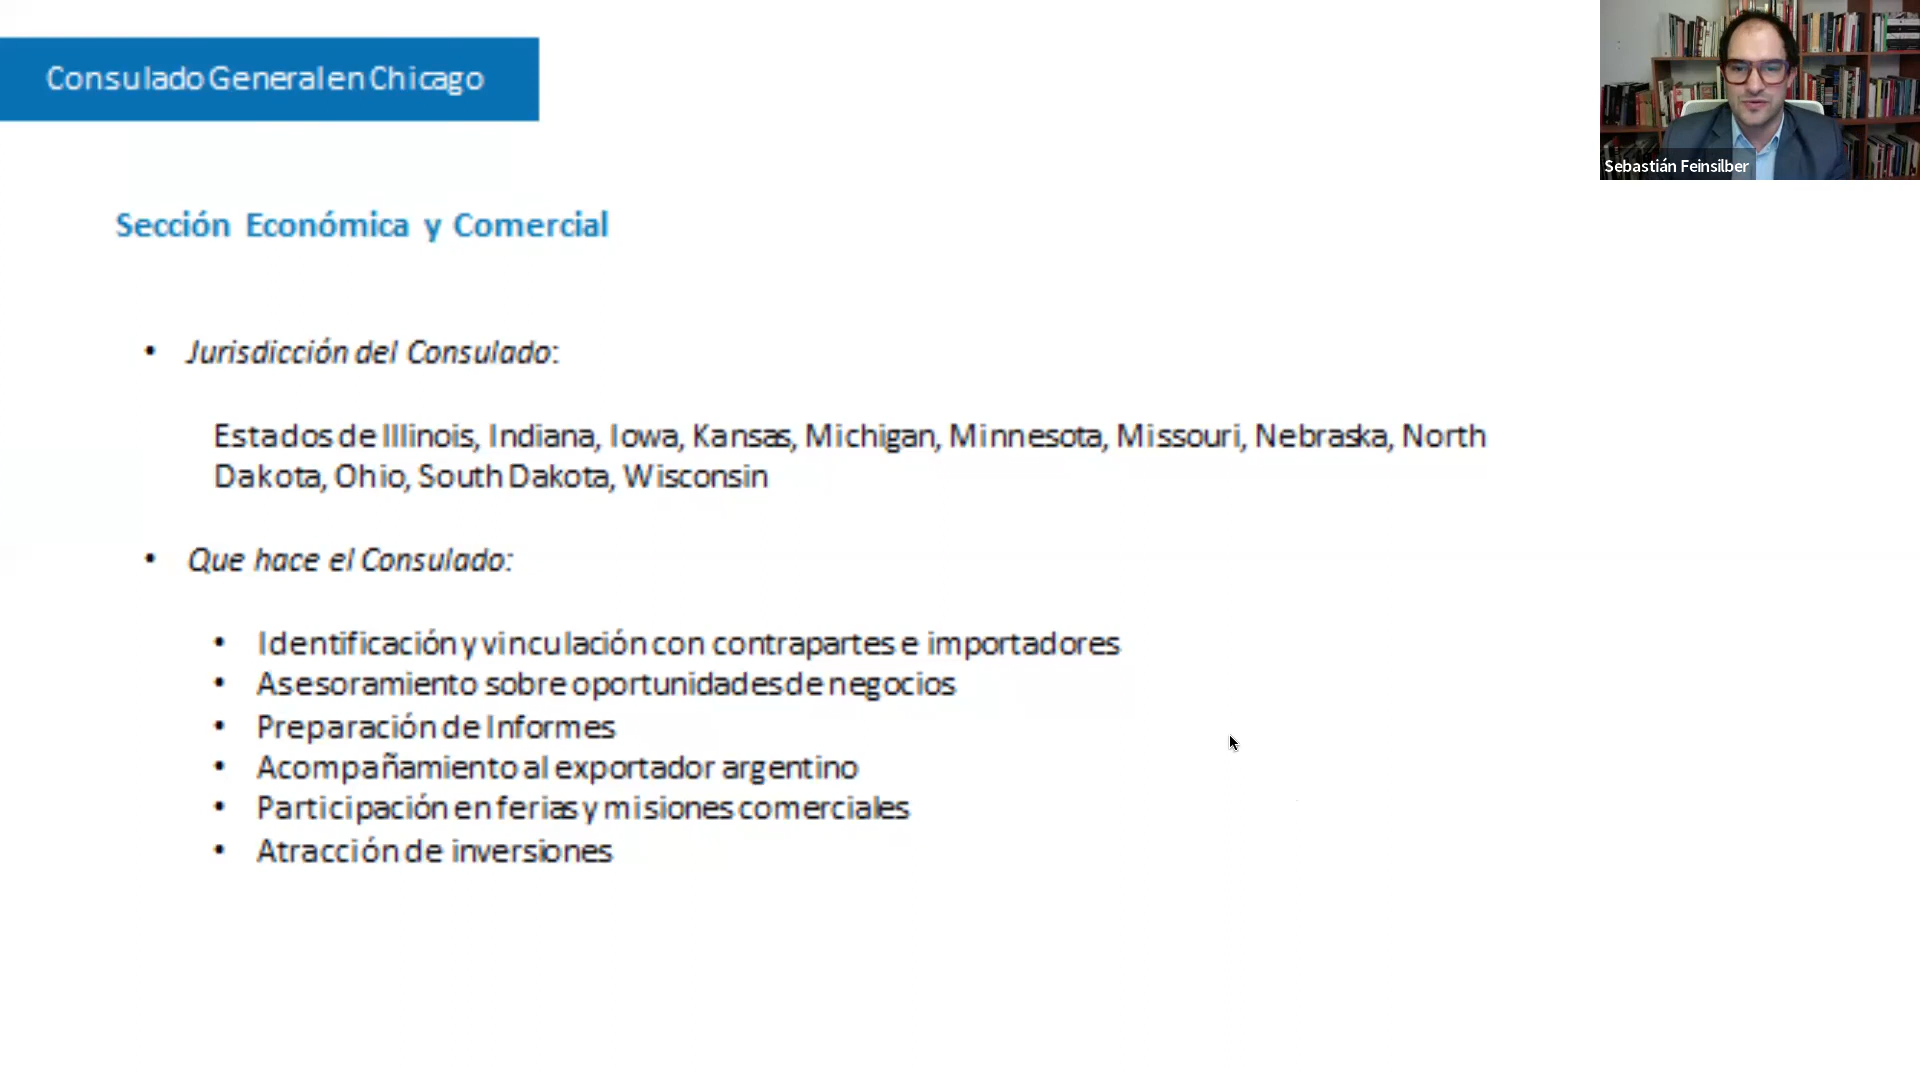 Consulado General en Chicago
Sebastián Feinsilber
Sección Económica y Comercial
• Jurisdicción del Consulado:
Estados de Illinois, Indiana, Iowa, Kansas, Michigan, Minnesota, Missouri, Nebraska, North
Dakota, Ohio, South Dakota, Wisconsin
• Que hace el Consulado:
• Identificación y vinculación con contrapartes e importadores
• Asesoramiento sobre oportunidades de negocios
• Preparación de Informes
• Acompañamiento al exportador argentino
• Participación en ferias y misiones comerciales
• Atracción de inversiones